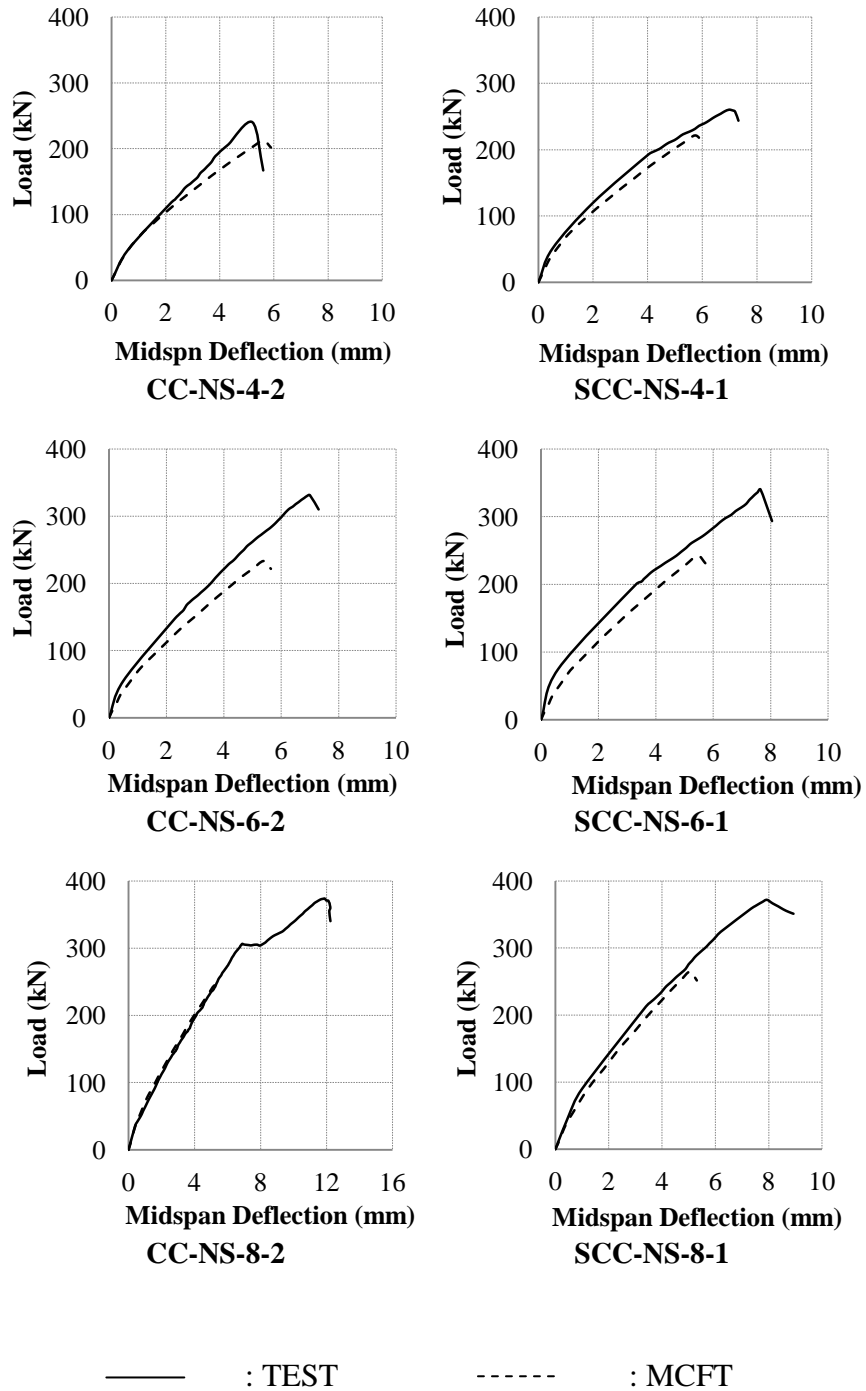 400
300
200
100
0
Load (kN)
0 2 4 6 8 10
Midspn Deflection (mm)
CC-NS-4-2
400
300
200
100
0
Load (kN)
0 2 4 6 8 10
Midspan Deflection (mm)
SCC-NS-4-1
400
300
200
100
0
Load (kN)
0 2 4 6 8 10
Midspan Deflection (mm)
CC-NS-6-2
400
300
200
100
0
Load (kN)
0 2 4 6 8 10
Midspan Deflection (mm)
SCC-NS-6-1
400
300
200
100
0
Load (kN)
0 4 8 12 16
Midspan Deflection (mm)
CC-NS-8-2
400
300
200
100
0
Load (kN)
0 2 4 6 8 10
Midspan Deflection (mm)
SCC-NS-8-1
: TEST : MCFT